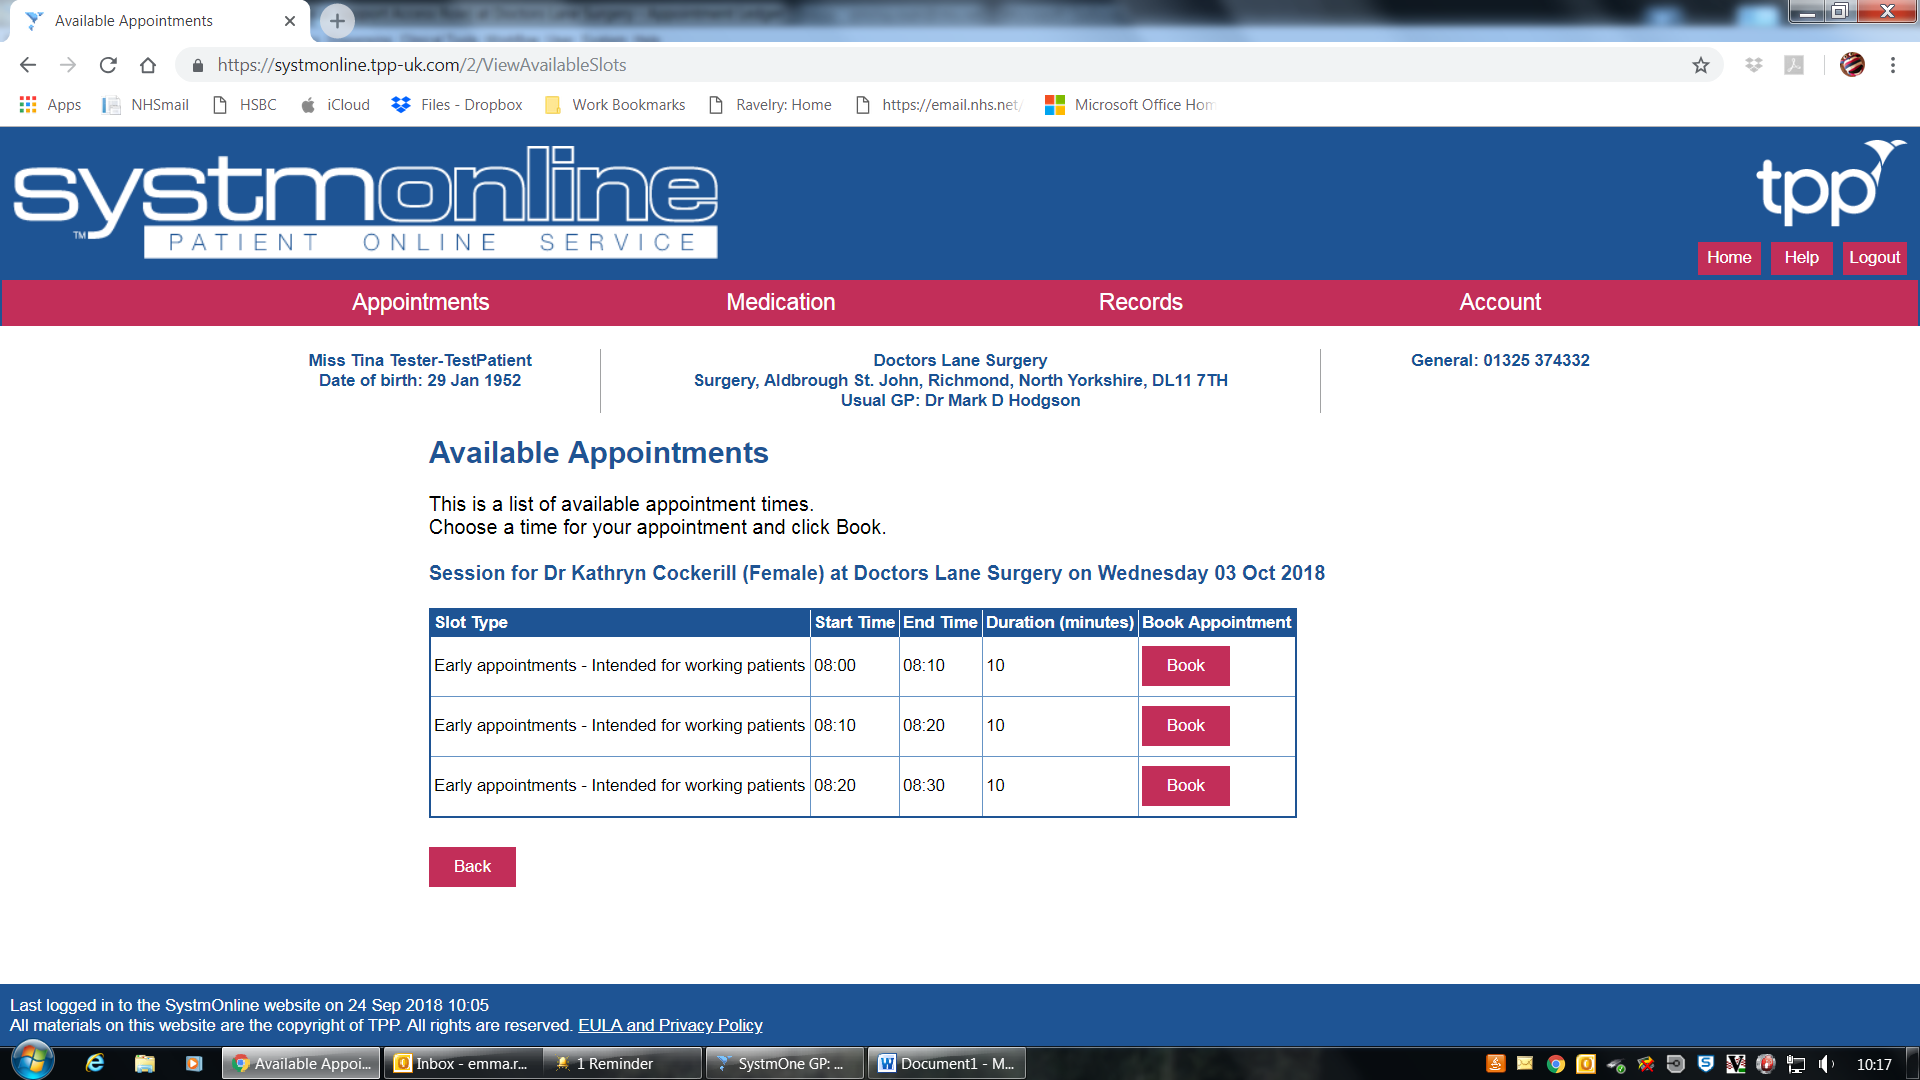 Available Appointments
https://systmonline.tpp-uk.com/2/ViewAvailableSlots
Apps NHSmail HSBC iCloud Files - Dropbox Work Bookmarks Ravelry: Home https://email.nhs.net/ Microsoft Office Hom
systmonline
TM
PATIENT ONLINE SERVICE
tpp
Home Help Logout
Appointments Medication Records Account
Miss Tina Tester-TestPatient
Date of birth: 29 Jan 1952
Doctors Lane Surgery
Surgery, Aldbrough St. John, Richmond, North Yorkshire, DL11 7TH
Usual GP: Dr Mark D Hodgson
General: 01325 374332
Available Appointments
This is a list of available appointment times.
Choose a time for your appointment and click Book.
Session for Dr Kathryn Cockerill (Female) at Doctors Lane Surgery on Wednesday 03 Oct 2018
Slot Type Start Time End Time Duration (minutes) Book Appointment
Early appointments - Intended for working patients 08:00 08:10 10 Book
Early appointments - Intended for working patients 08:10 08:20 10 Book
Early appointments - Intended for working patients 08:20 08:30 10 Book
Back
Last logged in to the SystmOnline website on 24 Sep 2018 10:05
All materials on this website are the copyright of TPP. All rights are reserved. EULA and Privacy Policy
Available Appoi... Inbox - emma.r... 1 Reminder SystmOne GP: ... Document1 - M... 10:17